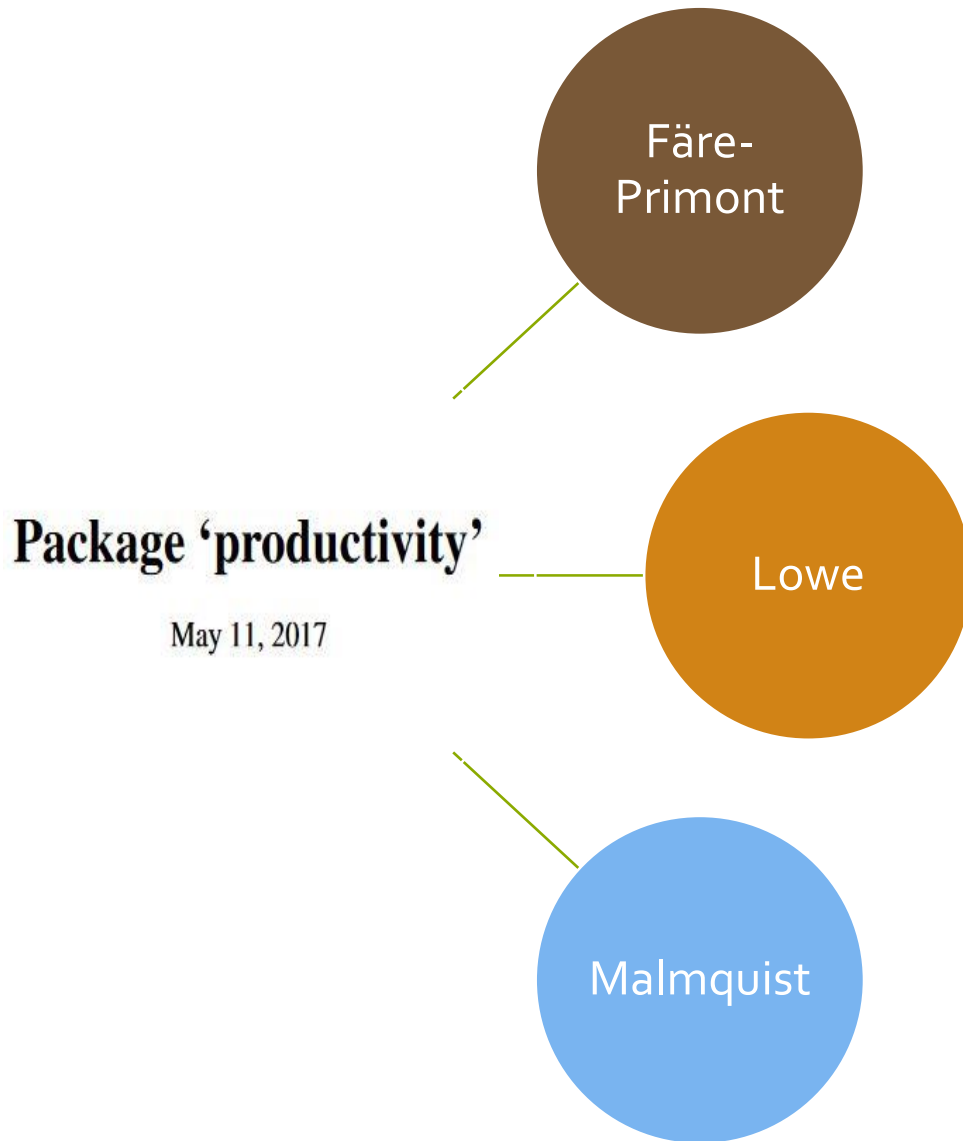 Färe-
Primont
Package ‘productivity’
May 11, 2017
Lowe
Malmquist